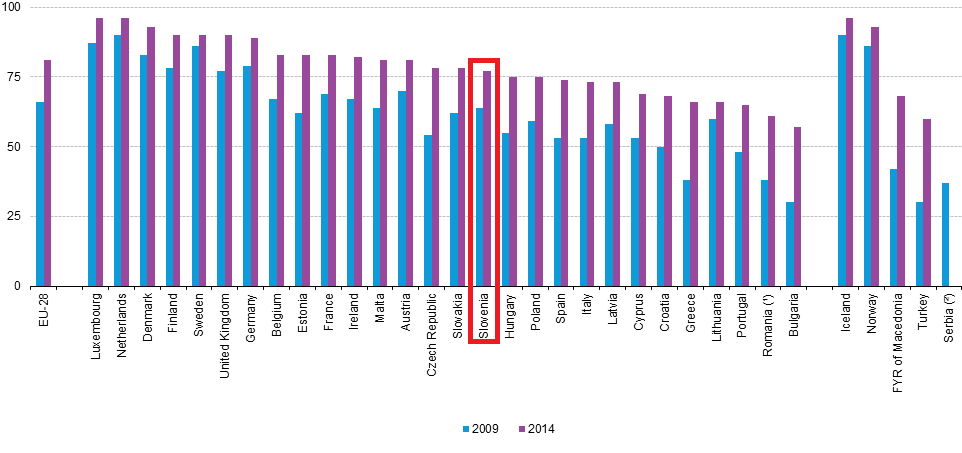 100
75
50
25
0
EU-28
Luxembourg
Netherlands
Denmark
Finland
Sweden
United Kingdom
Germany
Belgium
Estonia
France
Ireland
Malta
Austria
Czech Republic
Slovakia
Slovenia
Hungary
Poland
Spain
Italy
Latvia
Cyprus
Croatia
Greece
Lithuania
Portugal
Romania (¹)
Bulgaria
Iceland
Norway
FYR of Macedonia
Turkey
Serbia (²)
2009 2014